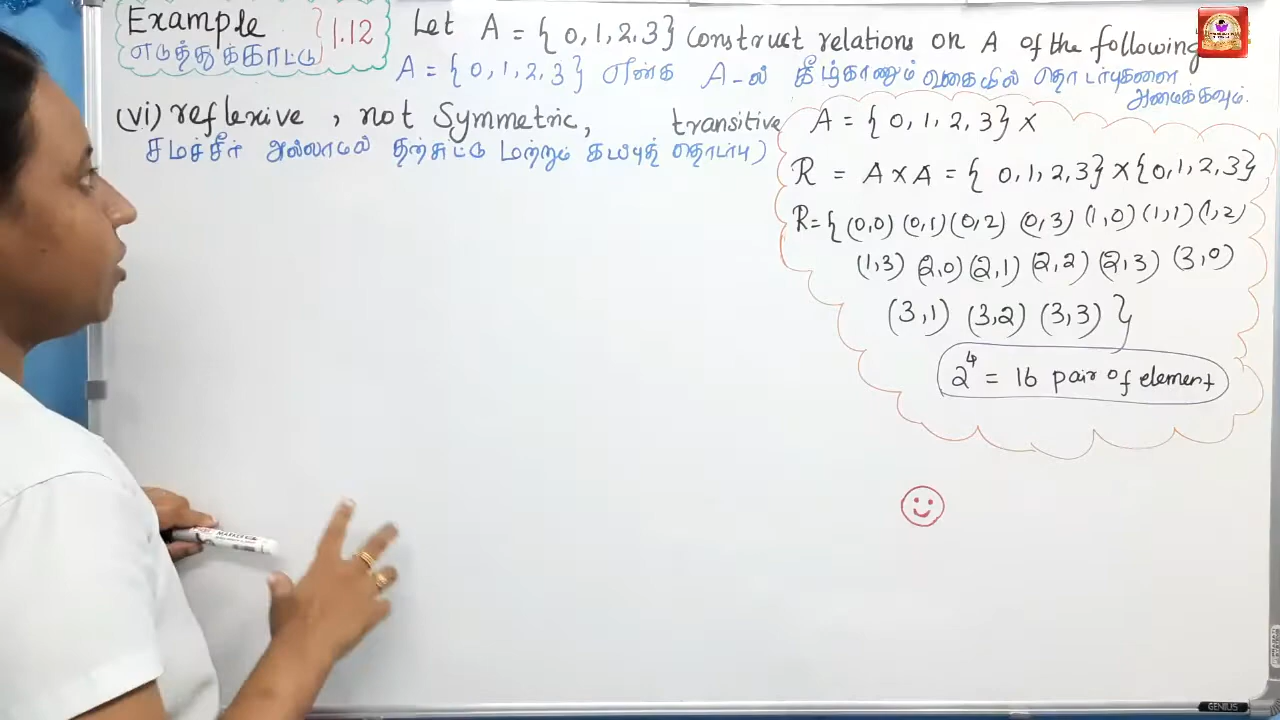 Example } 1.12
எடுத்துக்காட்டு
Let A = { 0, 1, 2, 3 } construct relations on A of the following
A = { 0, 1, 2, 3 } என்க A-ல் கீழ்காணும் வகையில் தொடர்புகளை அமைக்கவும்.
(vi) reflexive , not Symmetric, transitive
சமச்சீர் அல்லாமல் தற்சுட்டு மற்றும் கடப்புத் தொடர்பு )
A = { 0, 1, 2, 3 } ×
R = A × A = { 0, 1, 2, 3 } × { 0, 1, 2, 3 }
R = { (0,0) (0,1) (0,2) (0,3) (1,0) (1,1) (1,2)
(1,3) (2,0) (2,1) (2,2) (2,3) (3,0)
(3,1) (3,2) (3,3) }
2⁴ = 16 pair of element
MARKER
GENIUS